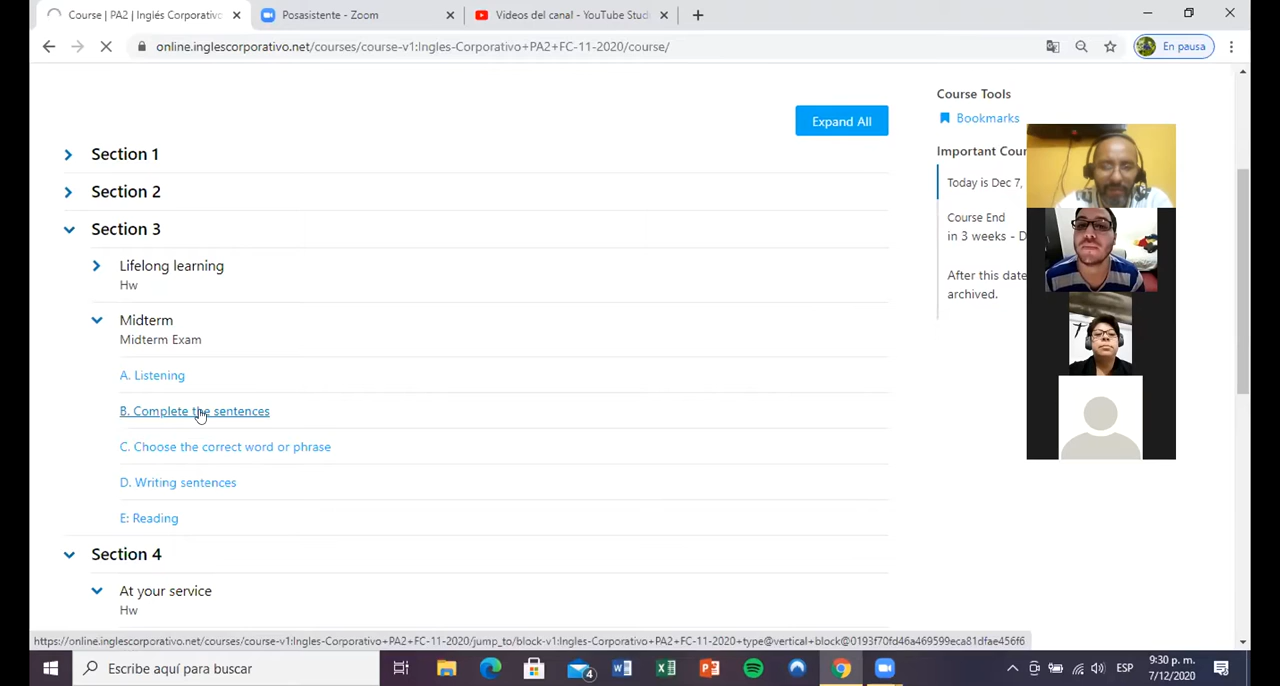 Course | PA2 | Inglés Corporativo
Posasistente - Zoom
Videos del canal - YouTube Stud
online.inglescorporativo.net/courses/course-v1:Ingles-Corporativo+PA2+FC-11-2020/course/
En pausa
Expand All
Course Tools
Bookmarks
Important Cour
Today is Dec 7,
Course End
in 3 weeks - D
After this date
archived.
Section 1
Section 2
Section 3
Lifelong learning
Hw
Midterm
Midterm Exam
A. Listening
B. Complete the sentences
C. Choose the correct word or phrase
D. Writing sentences
E: Reading
Section 4
At your service
Hw
https://online.inglescorporativo.net/courses/course-v1:Ingles-Corporativo+PA2+FC-11-2020/jump_to/block-v1:Ingles-Corporativo+PA2+FC-11-2020+type@vertical+block@0193f70fd46a469599eca81dfae456f6
Escribe aquí para buscar
4
ESP
9:30 p. m.
7/12/2020